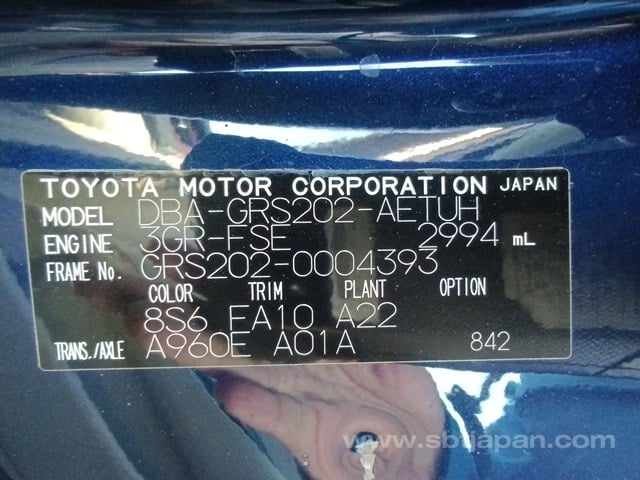 TOYOTA MOTOR CORPORATION JAPAN
MODEL DBA-GRS202-AETUH
ENGINE 3GR-FSE 2994 mL
FRAME No. GRS202-0004393
COLOR TRIM PLANT OPTION
8S6 FA10 A22
TRANS./AXLE A960E A01A 842
www.sbtjapan.com